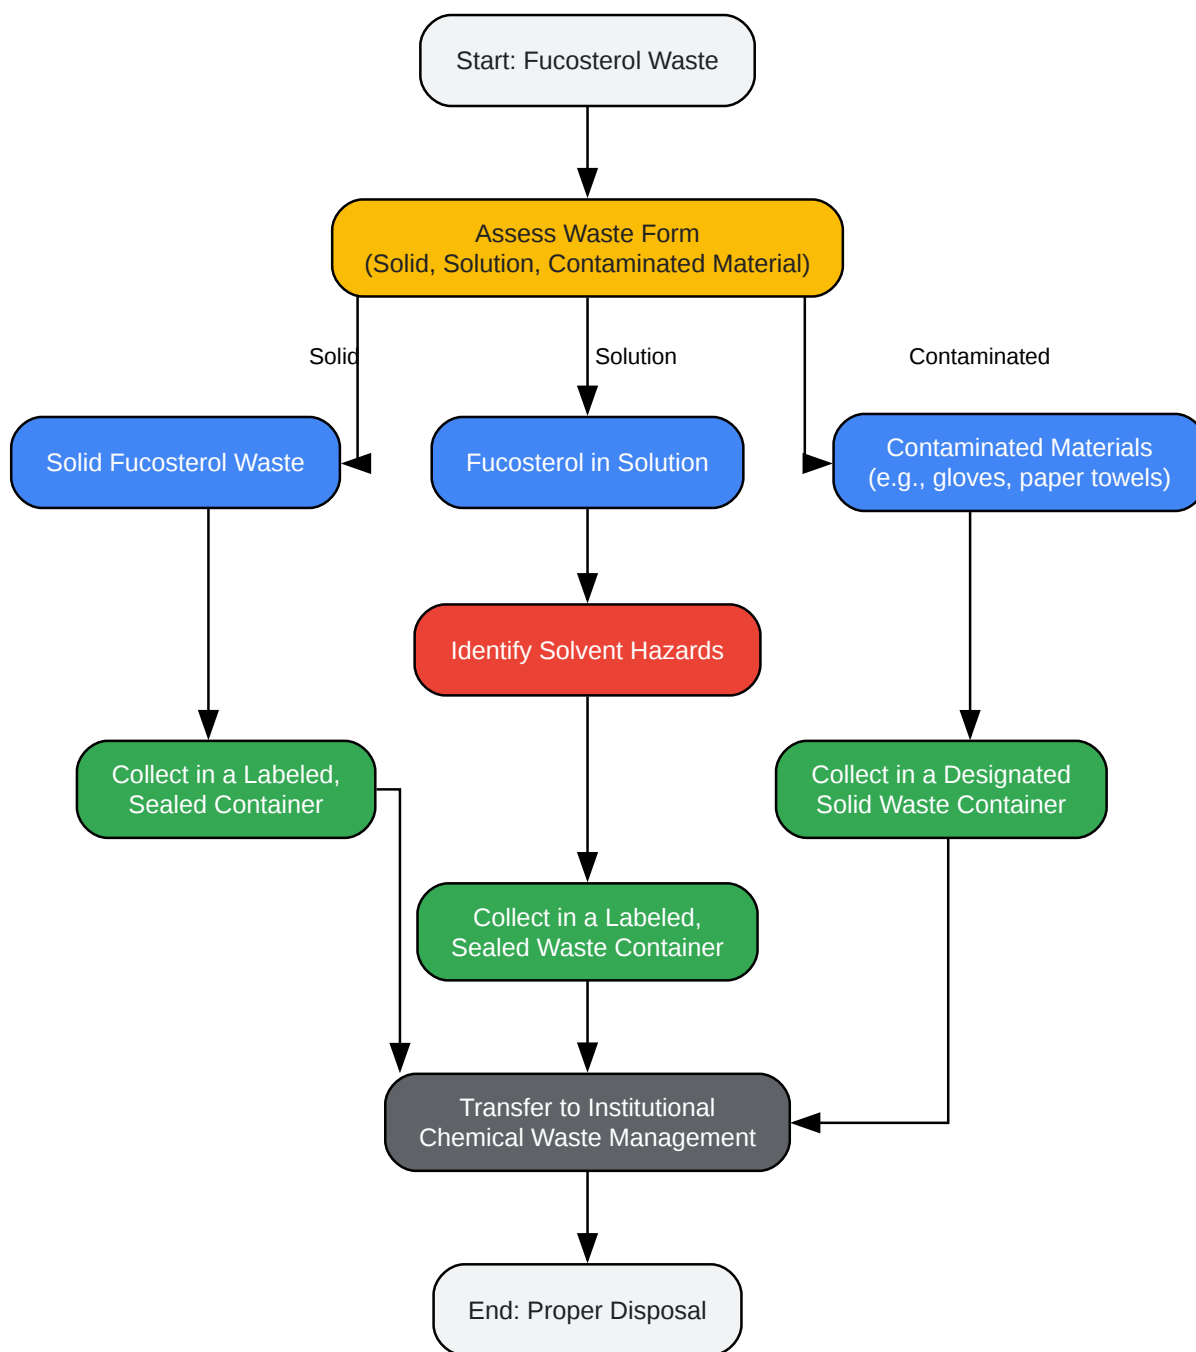 Start: Fucosterol Waste
Assess Waste Form
(Solid, Solution, Contaminated Material)
Solid
Solution
Contaminated
Solid Fucosterol Waste
Fucosterol in Solution
Contaminated Materials
(e.g., gloves, paper towels)
Identify Solvent Hazards
Collect in a Labeled,
Sealed Container
Collect in a Designated
Solid Waste Container
Collect in a Labeled,
Sealed Waste Container
Transfer to Institutional
Chemical Waste Management
End: Proper Disposal